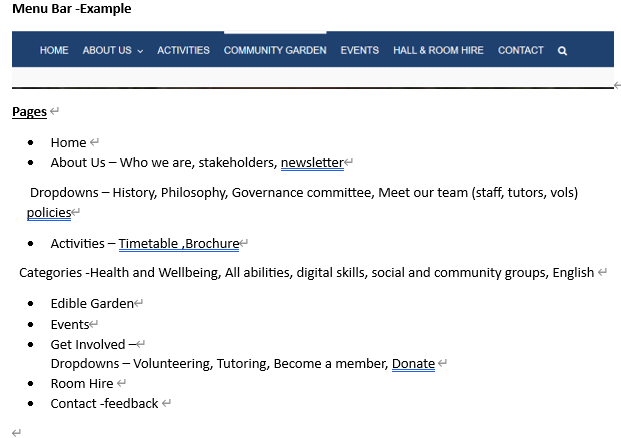 Menu Bar -Example
HOME ABOUT US ACTIVITIES COMMUNITY GARDEN EVENTS HALL & ROOM HIRE CONTACT
Pages
• Home
• About Us – Who we are, stakeholders, newsletter
Dropdowns – History, Philosophy, Governance committee, Meet our team (staff, tutors, vols)
policies
• Activities – Timetable ,Brochure
Categories -Health and Wellbeing, All abilities, digital skills, social and community groups, English
• Edible Garden
• Events
• Get Involved –
Dropdowns – Volunteering, Tutoring, Become a member, Donate
• Room Hire
• Contact -feedback